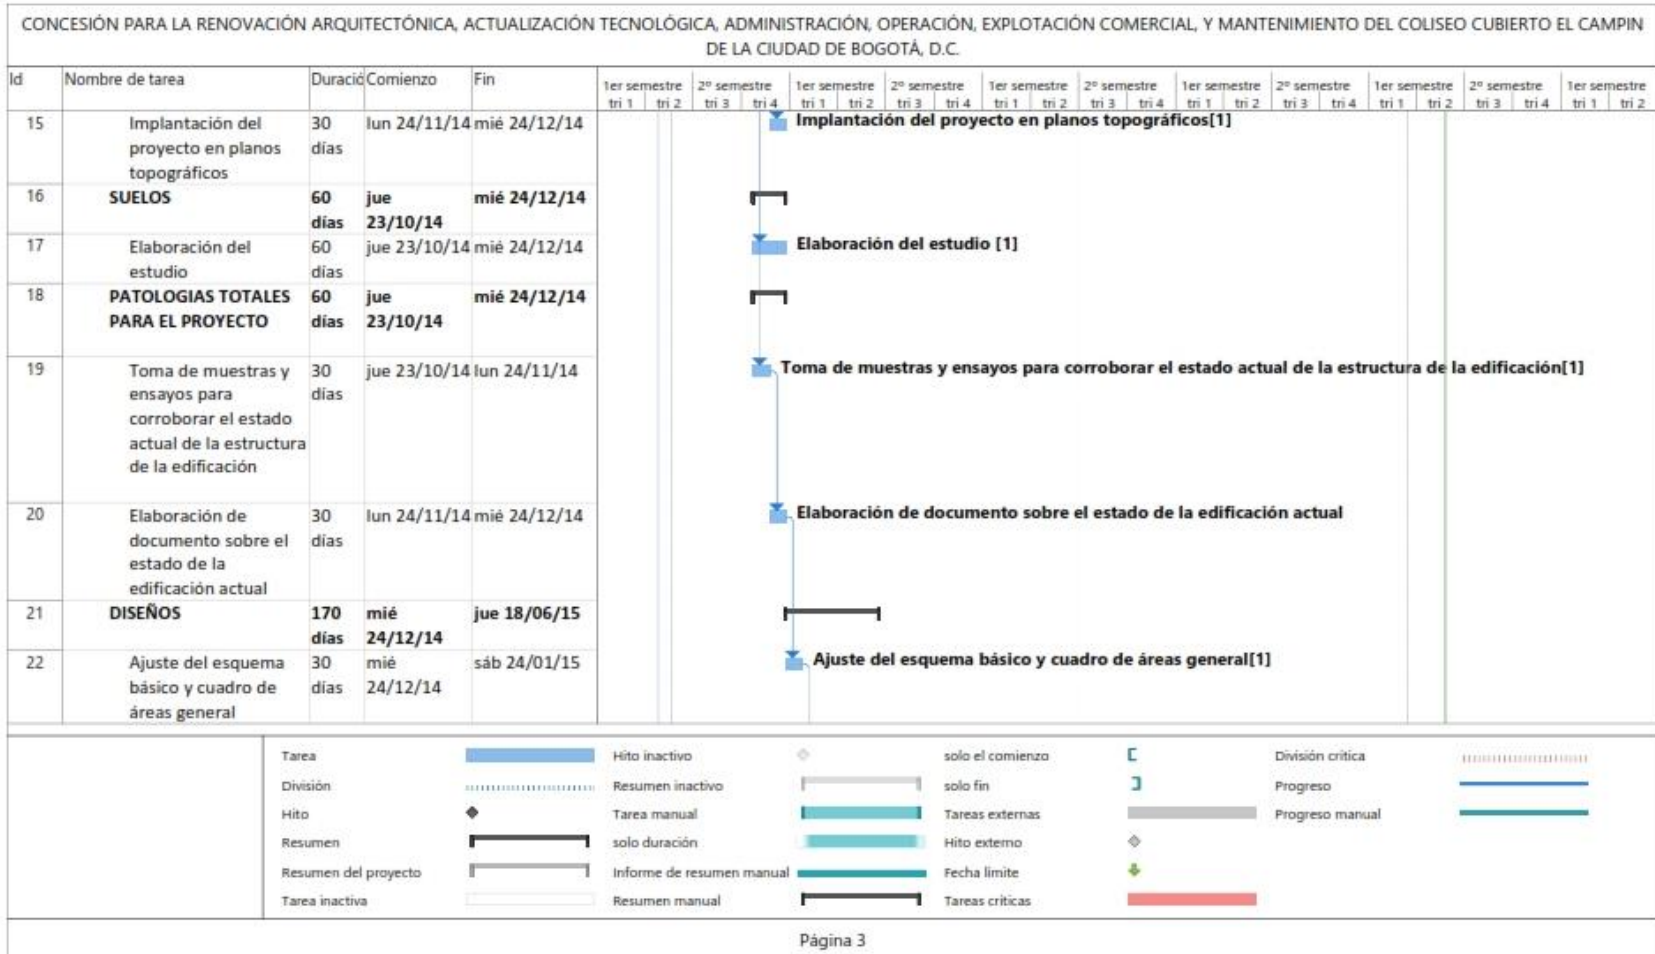 CONCESIÓN PARA LA RENOVACIÓN ARQUITECTÓNICA, ACTUALIZACIÓN TECNOLÓGICA, ADMINISTRACIÓN, OPERACIÓN, EXPLOTACIÓN COMERCIAL, Y MANTENIMIENTO DEL COLISEO CUBIERTO EL CAMPIN
DE LA CIUDAD DE BOGOTÁ, D.C.
Id Nombre de tarea Duració Comienzo Fin
1er semestre 2º semestre 1er semestre 2º semestre 1er semestre 2º semestre 1er semestre 2º semestre 1er semestre 2º semestre 1er semestre
tri 1 tri 2 tri 3 tri 4 tri 1 tri 2 tri 3 tri 4 tri 1 tri 2 tri 3 tri 4 tri 1 tri 2 tri 3 tri 4 tri 1 tri 2 tri 3 tri 4 tri 1 tri 2
15 Implantación del 30 lun 24/11/14 mié 24/12/14 Implantación del proyecto en planos topográficos[1]
proyecto en planos días
topográficos
16 SUELOS 60 jue mié 24/12/14
días 23/10/14
17 Elaboración del 60 jue 23/10/14 mié 24/12/14 Elaboración del estudio [1]
estudio días
18 PATOLOGIAS TOTALES 60 jue mié 24/12/14
PARA EL PROYECTO días 23/10/14
19 Toma de muestras y 30 jue 23/10/14 lun 24/11/14 Toma de muestras y ensayos para corroborar el estado actual de la estructura de la edificación[1]
ensayos para días
corroborar el estado
actual de la estructura
de la edificación
20 Elaboración de 30 lun 24/11/14 mié 24/12/14 Elaboración de documento sobre el estado de la edificación actual
documento sobre el días
estado de la
edificación actual
21 DISEÑOS 170 mié jue 18/06/15
días 24/12/14
22 Ajuste del esquema 30 mié sáb 24/01/15 Ajuste del esquema básico y cuadro de áreas general[1]
básico y cuadro de días 24/12/14
áreas general
Tarea Hito inactivo solo el comienzo División crítica
División Resumen inactivo solo fin Progreso
Hito Tarea manual Tareas externas Progreso manual
Resumen solo duración Hito externo
Resumen del proyecto Informe de resumen manual Fecha límite
Tarea inactiva Resumen manual Tareas críticas
Página 3